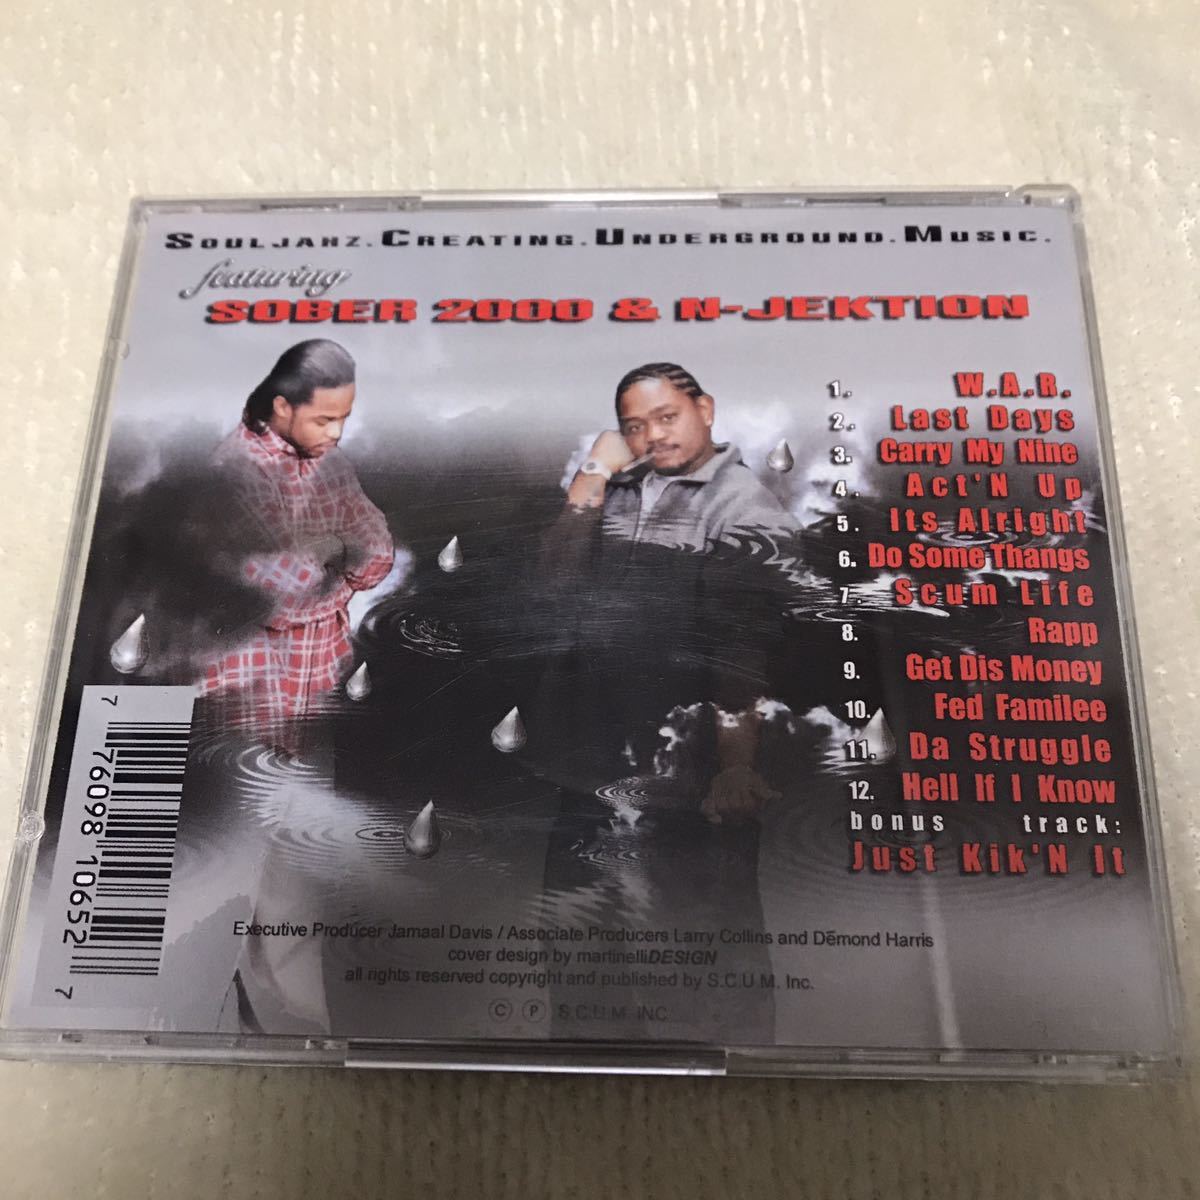 SOULJAHZ.CREATING.UNDERGROUND.MUSIC.
featuring
SOBER 2000 & N-JEKTION
1. W.A.R.
2. Last Days
3. Carry My Nine
4. Act'N Up
5. Its Alright
6. Do Some Thangs
7. Scum Life
8. Rapp
9. Get Dis Money
10. Fed Familee
11. Da Struggle
12. Hell If I Know
bonus track:
Just Kik'N It
7 76098 10652 7
Executive Producer Jamaal Davis / Associate Producers Larry Collins and Dēmond Harris
cover design by martinelliDESIGN
all rights reserved copyright and published by S.C.U.M. Inc.
Ⓒ Ⓟ S.C.U.M. INC